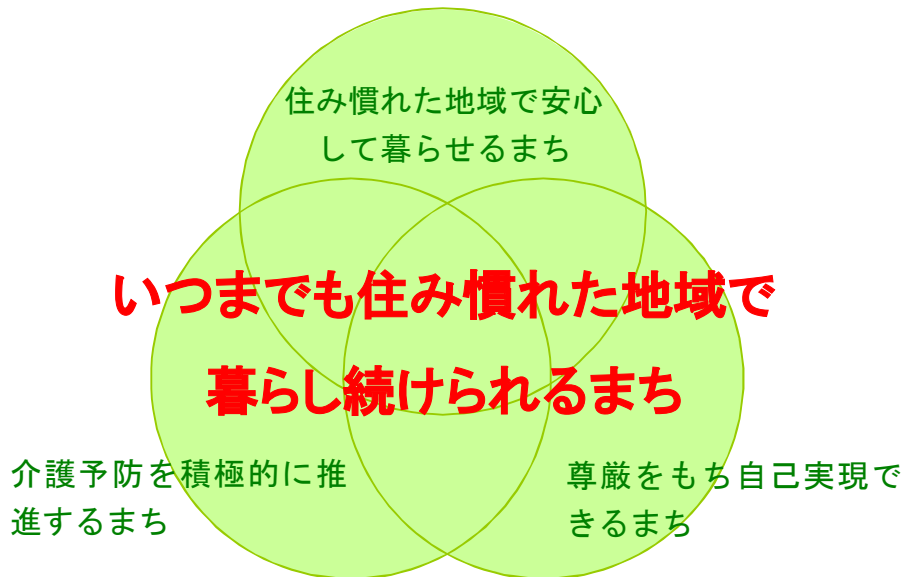 住み慣れた地域で安心
して暮らせるまち
いつまでも住み慣れた地域で
暮らし続けられるまち
介護予防を積極的に推
進するまち
尊厳をもち自己実現で
きるまち